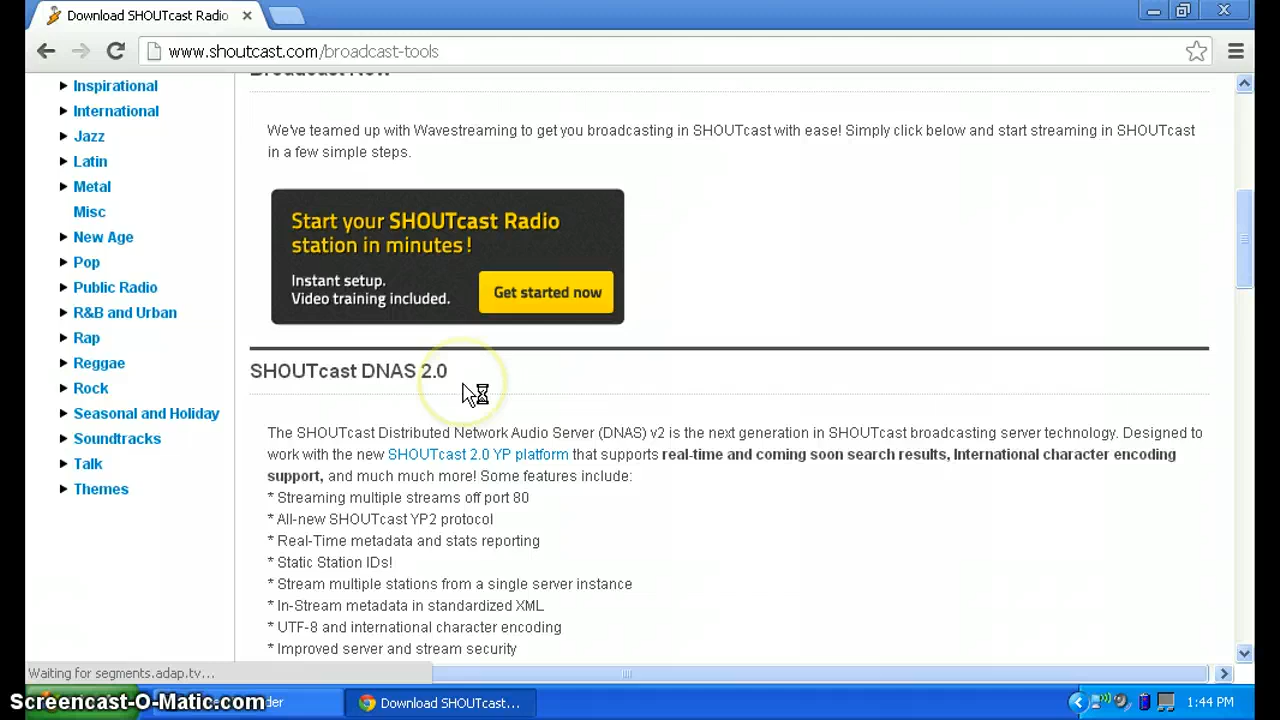 Download SHOUTcast Radio
www.shoutcast.com/broadcast-tools
Broadcast Now
Inspirational
International
Jazz
Latin
Metal
Misc
New Age
Pop
Public Radio
R&B and Urban
Rap
Reggae
Rock
Seasonal and Holiday
Soundtracks
Talk
Themes
We've teamed up with Wavestreaming to get you broadcasting in SHOUTcast with ease! Simply click below and start streaming in SHOUTcast
in a few simple steps.
Start your SHOUTcast Radio
station in minutes!
Instant setup.
Video training included.
Get started now
SHOUTcast DNAS 2.0
The SHOUTcast Distributed Network Audio Server (DNAS) v2 is the next generation in SHOUTcast broadcasting server technology. Designed to
work with the new SHOUTcast 2.0 YP platform that supports real-time and coming soon search results, International character encoding
support, and much much more! Some features include:
* Streaming multiple streams off port 80
* All-new SHOUTcast YP2 protocol
* Real-Time metadata and stats reporting
* Static Station IDs!
* Stream multiple stations from a single server instance
* In-Stream metadata in standardized XML
* UTF-8 and international character encoding
* Improved server and stream security
Waiting for segments.adap.tv...
Screencast-O-Matic.com
Download SHOUTcast...
1:44 PM